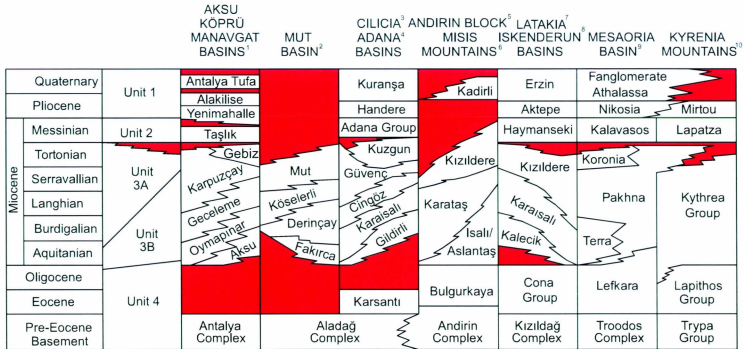 AKSU
KÖPRÜ
MANAVGAT
BASINS¹
MUT
BASIN²
CILICIA³
ADANA⁴
BASINS
ANDIRIN BLOCK⁵
MISIS
MOUNTAINS⁶
LATAKIA⁷
ISKENDERUN⁸
BASINS
MESAORIA
BASIN⁹
KYRENIA
MOUNTAINS¹⁰
Quaternary
Unit 1
Antalya Tufa
Kuranşa
Kadirli
Erzin
Fanglomerate
Athalassa
Pliocene
Alakilise
Yenimahalle
Handere
Aktepe
Nikosia
Mirtou
Miocene
Messinian
Unit 2
Taşlık
Adana Group
Haymanseki
Kalavasos
Lapatza
Tortonian
Gebiz
Kuzgun
Koronia
Serravallian
Unit
3A
Karpuzçay
Mut
Güvenç
Kızıldere
Kızıldere
Langhian
Geceleme
Köselerli
Cingöz
Karataş
Karaisalı
Pakhna
Kythrea
Group
Burdigalian
Unit
3B
Oymapınar
Derinçay
Karaisalı
Kalecik
Aquitanian
Aksu
Fakırca
Gildirli
Isalı/
Aslantaş
Terra
Oligocene
Unit 4
Eocene
Karsantı
Bulgurkaya
Cona
Group
Lefkara
Lapithos
Group
Pre-Eocene
Basement
Antalya
Complex
Aladağ
Complex
Andirin
Complex
Kızıldağ
Complex
Troodos
Complex
Trypa
Group